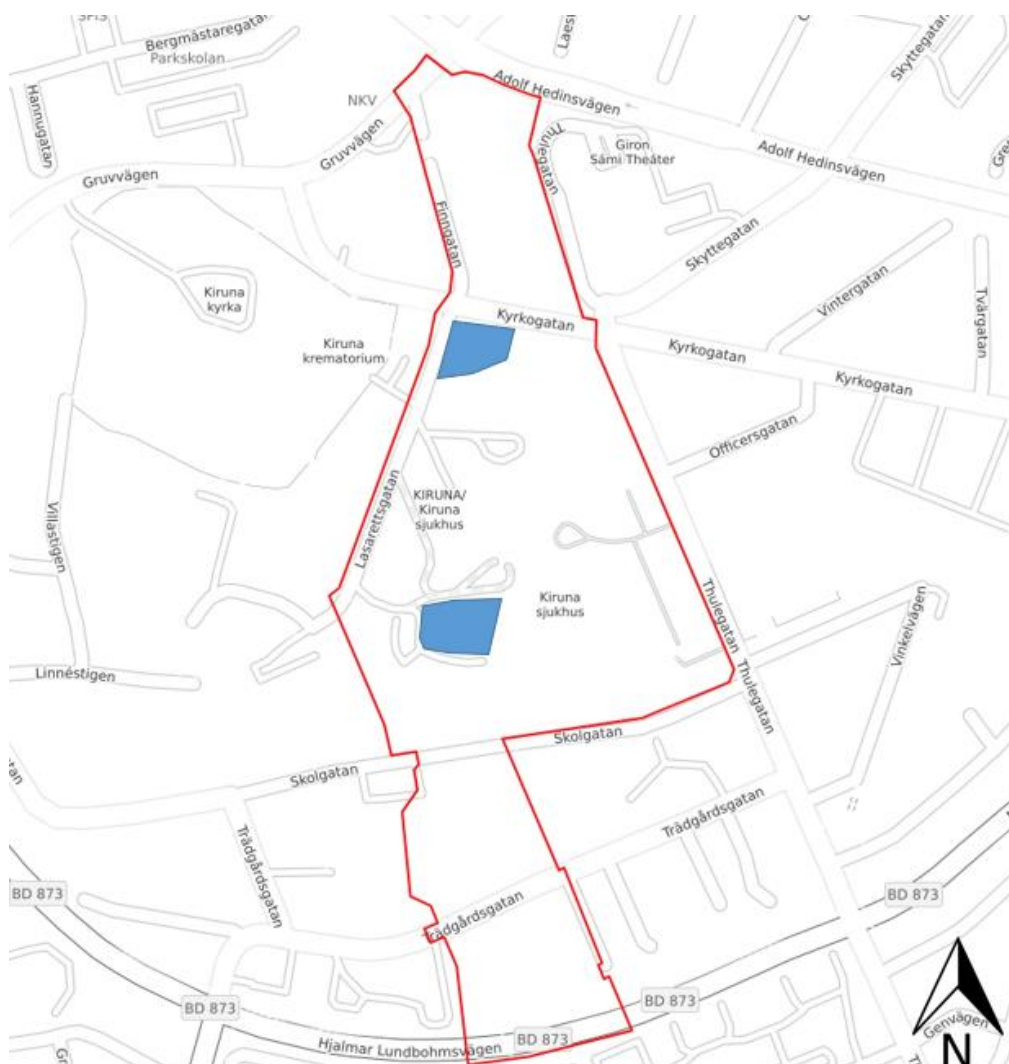 Bergmästaregatan
Parkskolan
Hannugatan
NKV
Gruvvägen
Gruvvägen
Adolf Hedinsvägen
Adolf Hedinsvägen
Skyttegatan
Thulegatan
Giron
Sámi Theáter
Finngatan
Skyttegatan
Kiruna
kyrka
Vintergatan
Tvärgatan
Kyrkogatan
Kyrkogatan
Kyrkogatan
Kiruna
krematorium
Officersgatan
Villastigen
Lasarettsgatan
KIRUNA/
Kiruna
sjukhus
Kiruna
sjukhus
Thulegatan
Thulegatan
Vinkelvägen
Linnéstigen
Skolgatan
Skolgatan
Trädgårdsgatan
Trädgårdsgatan
Trädgårdsgatan
BD 873
BD 873
BD 873
BD 873
BD 873
Hjalmar Lundbohmsvägen
Genvägen
N